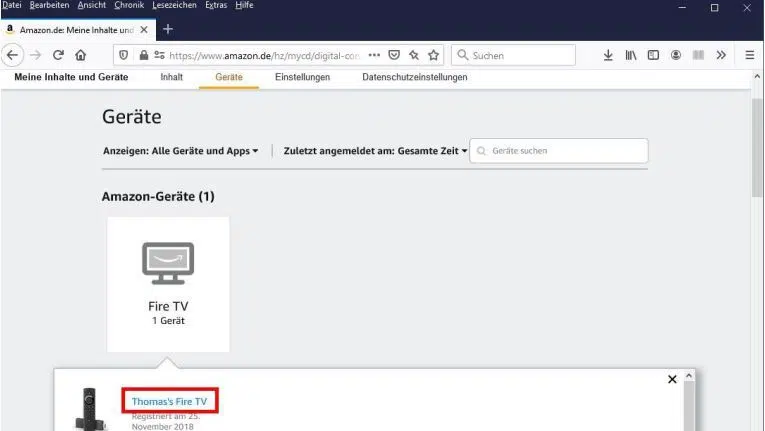 Datei Bearbeiten Ansicht Chronik Lesezeichen Extras Hilfe
Amazon.de: Meine Inhalte und
https://www.amazon.de/hz/mycd/digital-con
Suchen
Meine Inhalte und Geräte Inhalt Geräte Einstellungen Datenschutzeinstellungen
Geräte
Anzeigen: Alle Geräte und Apps Zuletzt angemeldet am: Gesamte Zeit Geräte suchen
Amazon-Geräte (1)
Fire TV
1 Gerät
Thomas's Fire TV
Registriert am 25.
November 2018